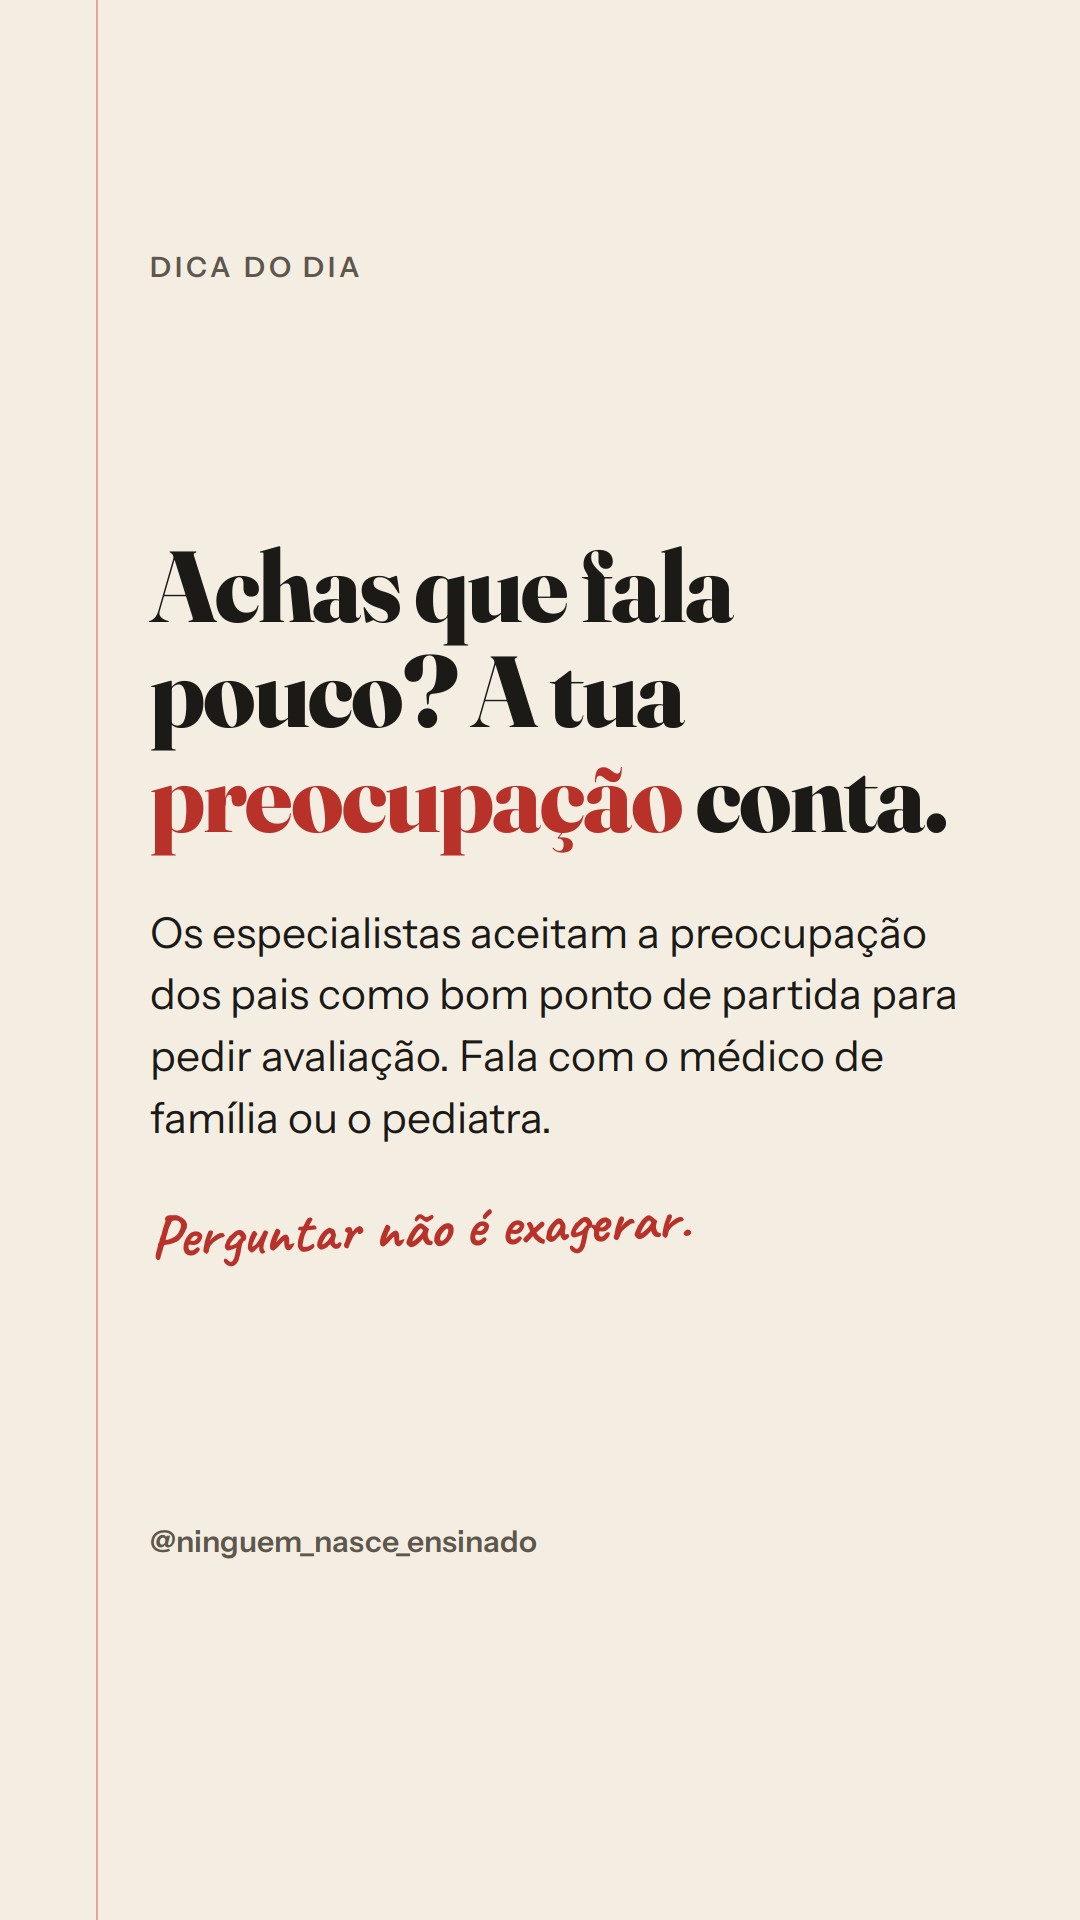 DICA DO DIA
Achas que fala
pouco? A tua
preocupação conta.
Os especialistas aceitam a preocupação
dos pais como bom ponto de partida para
pedir avaliação. Fala com o médico de
família ou o pediatra.
Perguntar não é exagerar.
@ninguem_nasce_ensinado